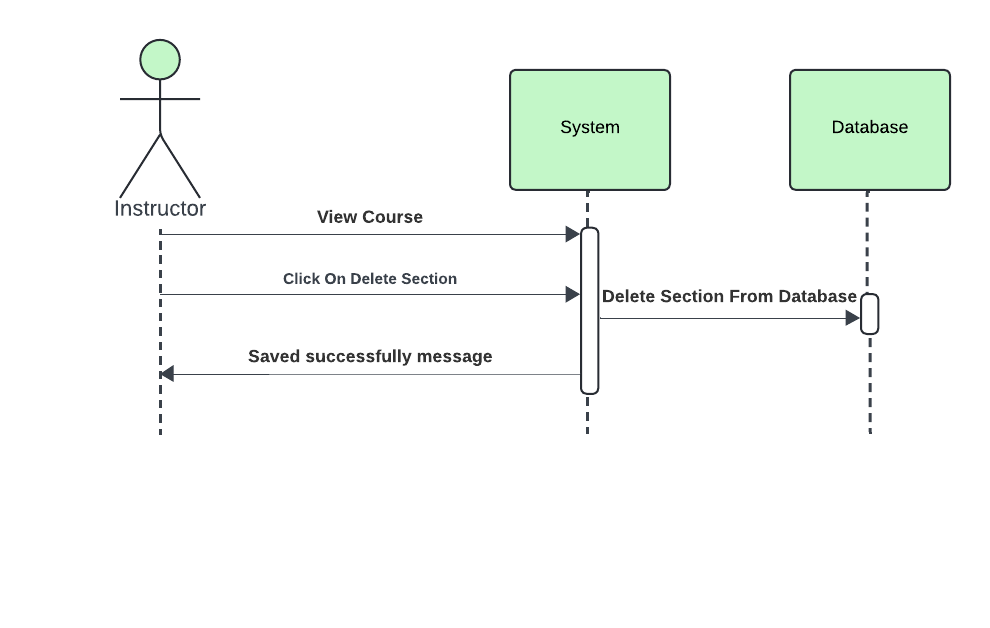 System
Database
Instructor
View Course
Click On Delete Section
Delete Section From Database
Saved successfully message